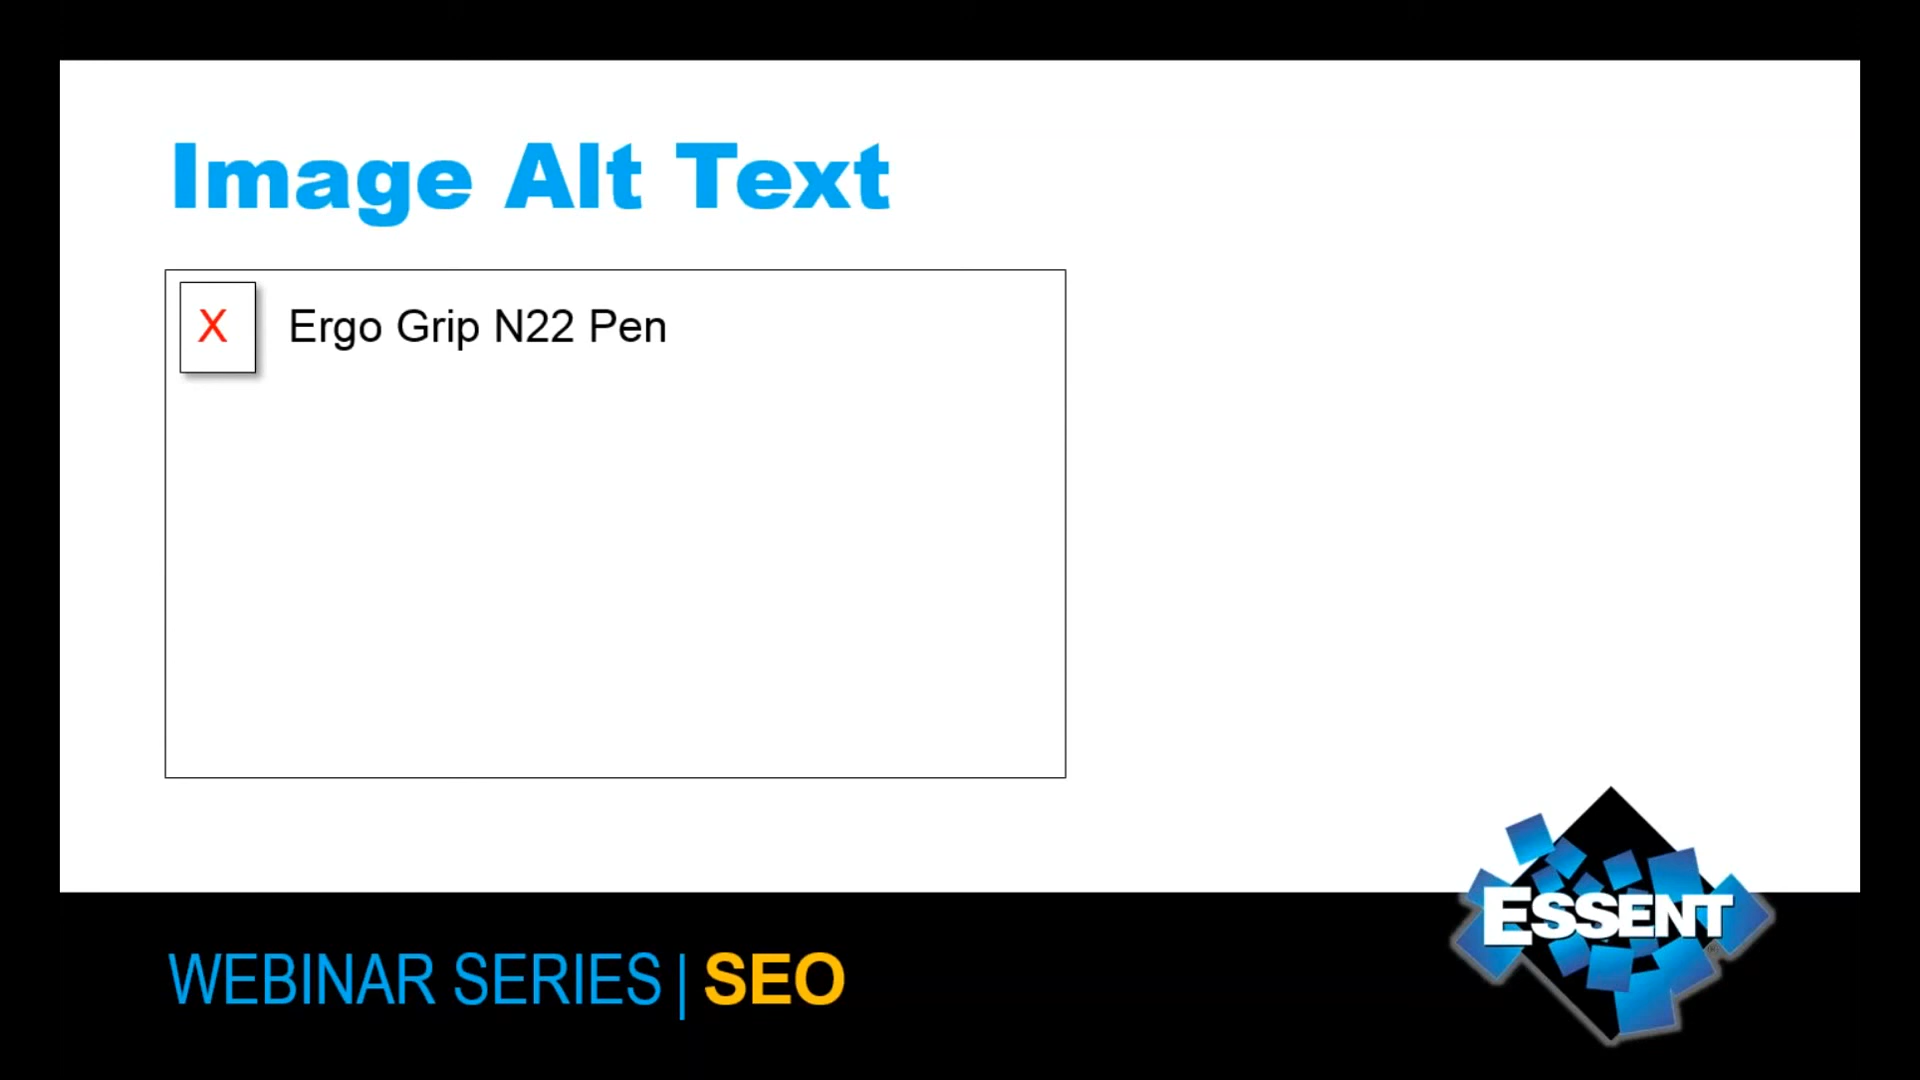 Image Alt Text
X Ergo Grip N22 Pen
ESSENT
WEBINAR SERIES | SEO